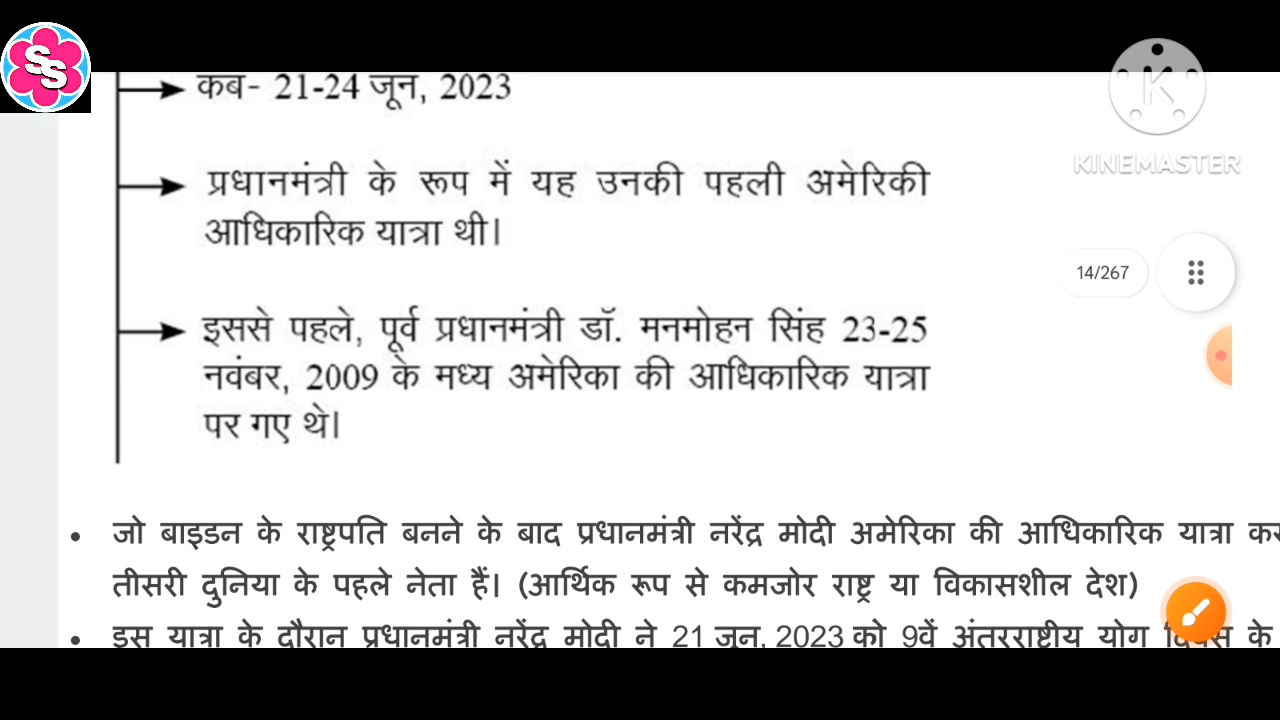 SS
कब- 21-24 जून, 2023
KINEMASTER
प्रधानमंत्री के रूप में यह उनकी पहली अमेरिकी
आधिकारिक यात्रा थी।
14/267
इससे पहले, पूर्व प्रधानमंत्री डॉ. मनमोहन सिंह 23-25
नवंबर, 2009 के मध्य अमेरिका की आधिकारिक यात्रा
पर गए थे।
• जो बाइडन के राष्ट्रपति बनने के बाद प्रधानमंत्री नरेंद्र मोदी अमेरिका की आधिकारिक यात्रा
तीसरी दुनिया के पहले नेता हैं। (आर्थिक रूप से कमजोर राष्ट्र या विकासशील देश)
• इस यात्रा के दौरान प्रधानमंत्री नरेंद्र मोदी ने 21 जून, 2023 को 9वें अंतरराष्ट्रीय योग दिवस के